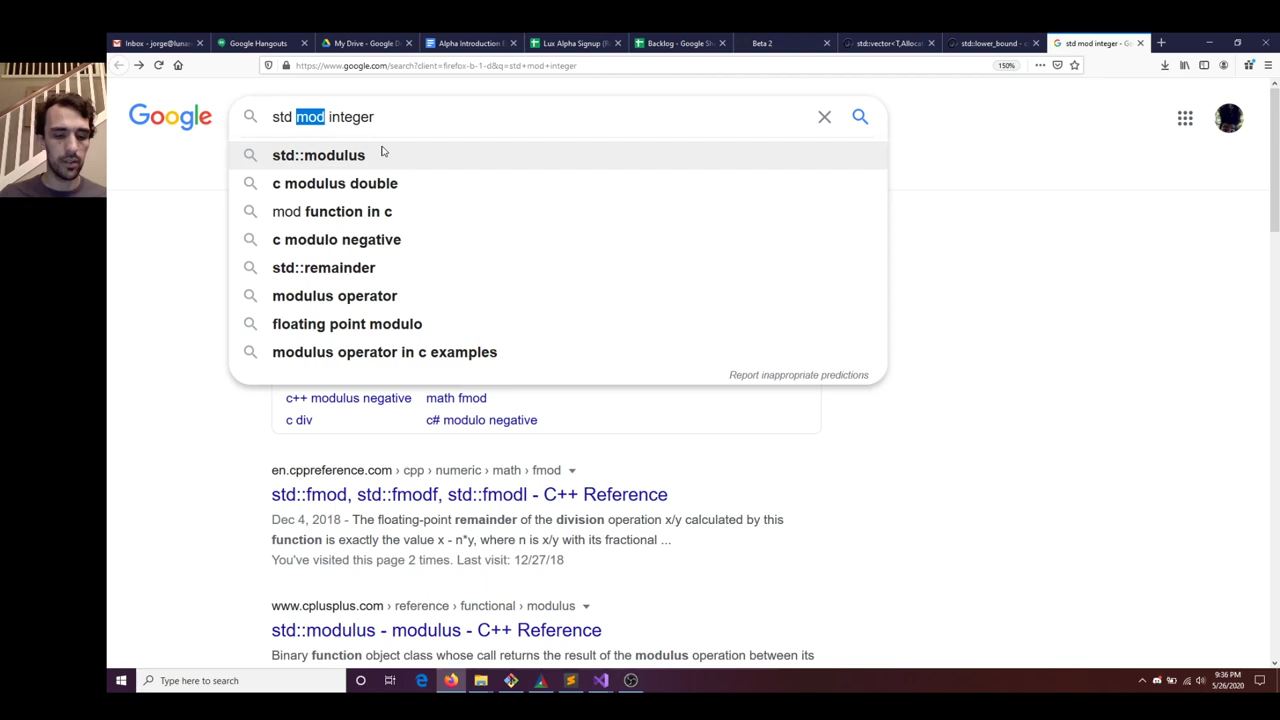 Inbox - jorge@luna
Google Hangouts
My Drive - Google D
Alpha Introduction E
Lux Alpha Signup (R
Backlog - Google She
Beta 2
std::vector<T,Alloca
std::lower_bound - c
std mod integer - Go
https://www.google.com/search?client=firefox-b-1-d&q=std+mod+integer
150%
Google
std mod integer
std::modulus
c modulus double
mod function in c
c modulo negative
std::remainder
modulus operator
floating point modulo
modulus operator in c examples
Report inappropriate predictions
c++ modulus negative
math fmod
c div
c# modulo negative
en.cppreference.com › cpp › numeric › math › fmod
std::fmod, std::fmodf, std::fmodl - C++ Reference
Dec 4, 2018 - The floating-point remainder of the division operation x/y calculated by this
function is exactly the value x - n*y, where n is x/y with its fractional ...
You've visited this page 2 times. Last visit: 12/27/18
www.cplusplus.com › reference › functional › modulus
std::modulus - modulus - C++ Reference
Binary function object class whose call returns the result of the modulus operation between its
Type here to search
9:36 PM
5/26/2020